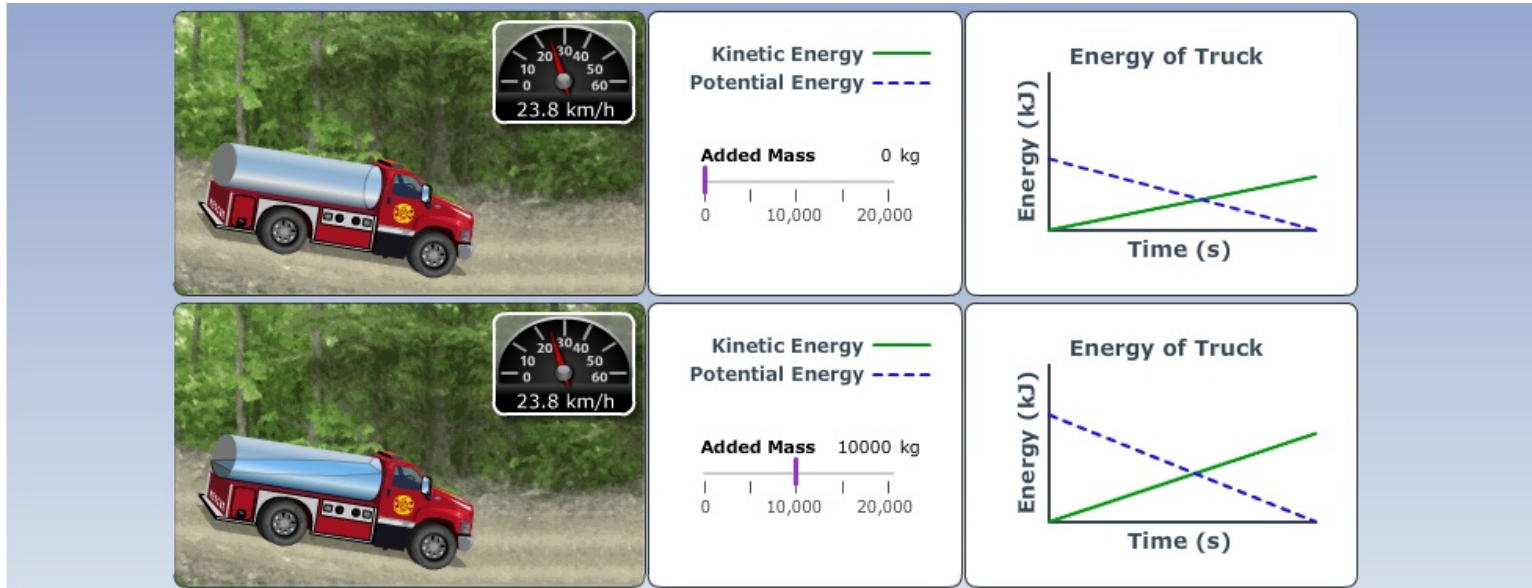 0 10 20 30 40 50 60
23.8 km/h
Kinetic Energy
Potential Energy
Added Mass 0 kg
0 10,000 20,000
Energy of Truck
Energy (kJ)
Time (s)
0 10 20 30 40 50 60
23.8 km/h
Kinetic Energy
Potential Energy
Added Mass 10000 kg
0 10,000 20,000
Energy of Truck
Energy (kJ)
Time (s)